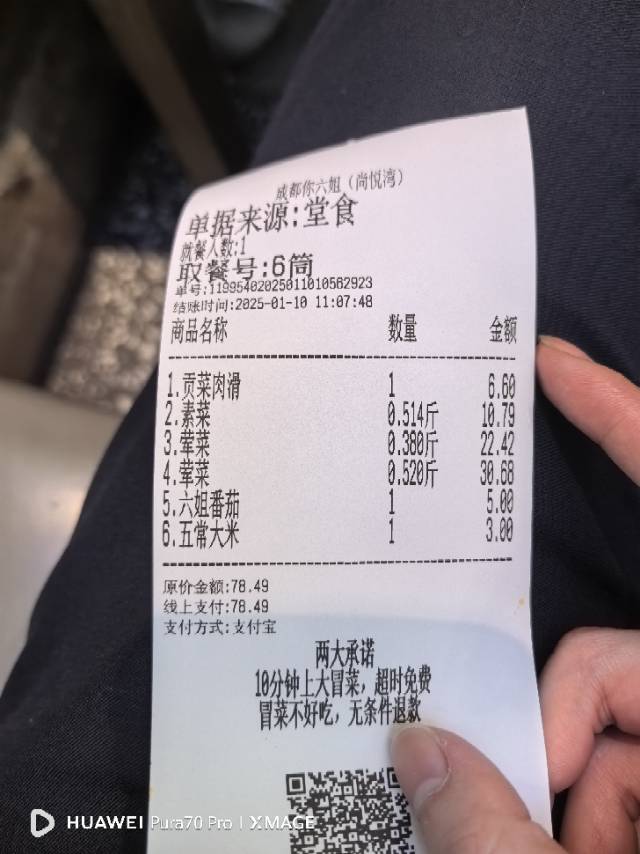 成都你六姐（尚悦湾）
单据来源:堂食
就餐人数:1
取餐号:6筒
单号:11995402025011010562923
结账时间:2025-01-10 11:07:48
商品名称 数量 金额
1.贡菜肉滑 1 6.60
2.素菜 0.514斤 10.79
3.荤菜 0.380斤 22.42
4.荤菜 0.520斤 30.68
5.六姐番茄 1 5.00
6.五常大米 1 3.00
原价金额:78.49
线上支付:78.49
支付方式:支付宝
两大承诺
10分钟上大冒菜，超时免费
冒菜不好吃，无条件退款
HUAWEI Pura70 Pro | XMAGE